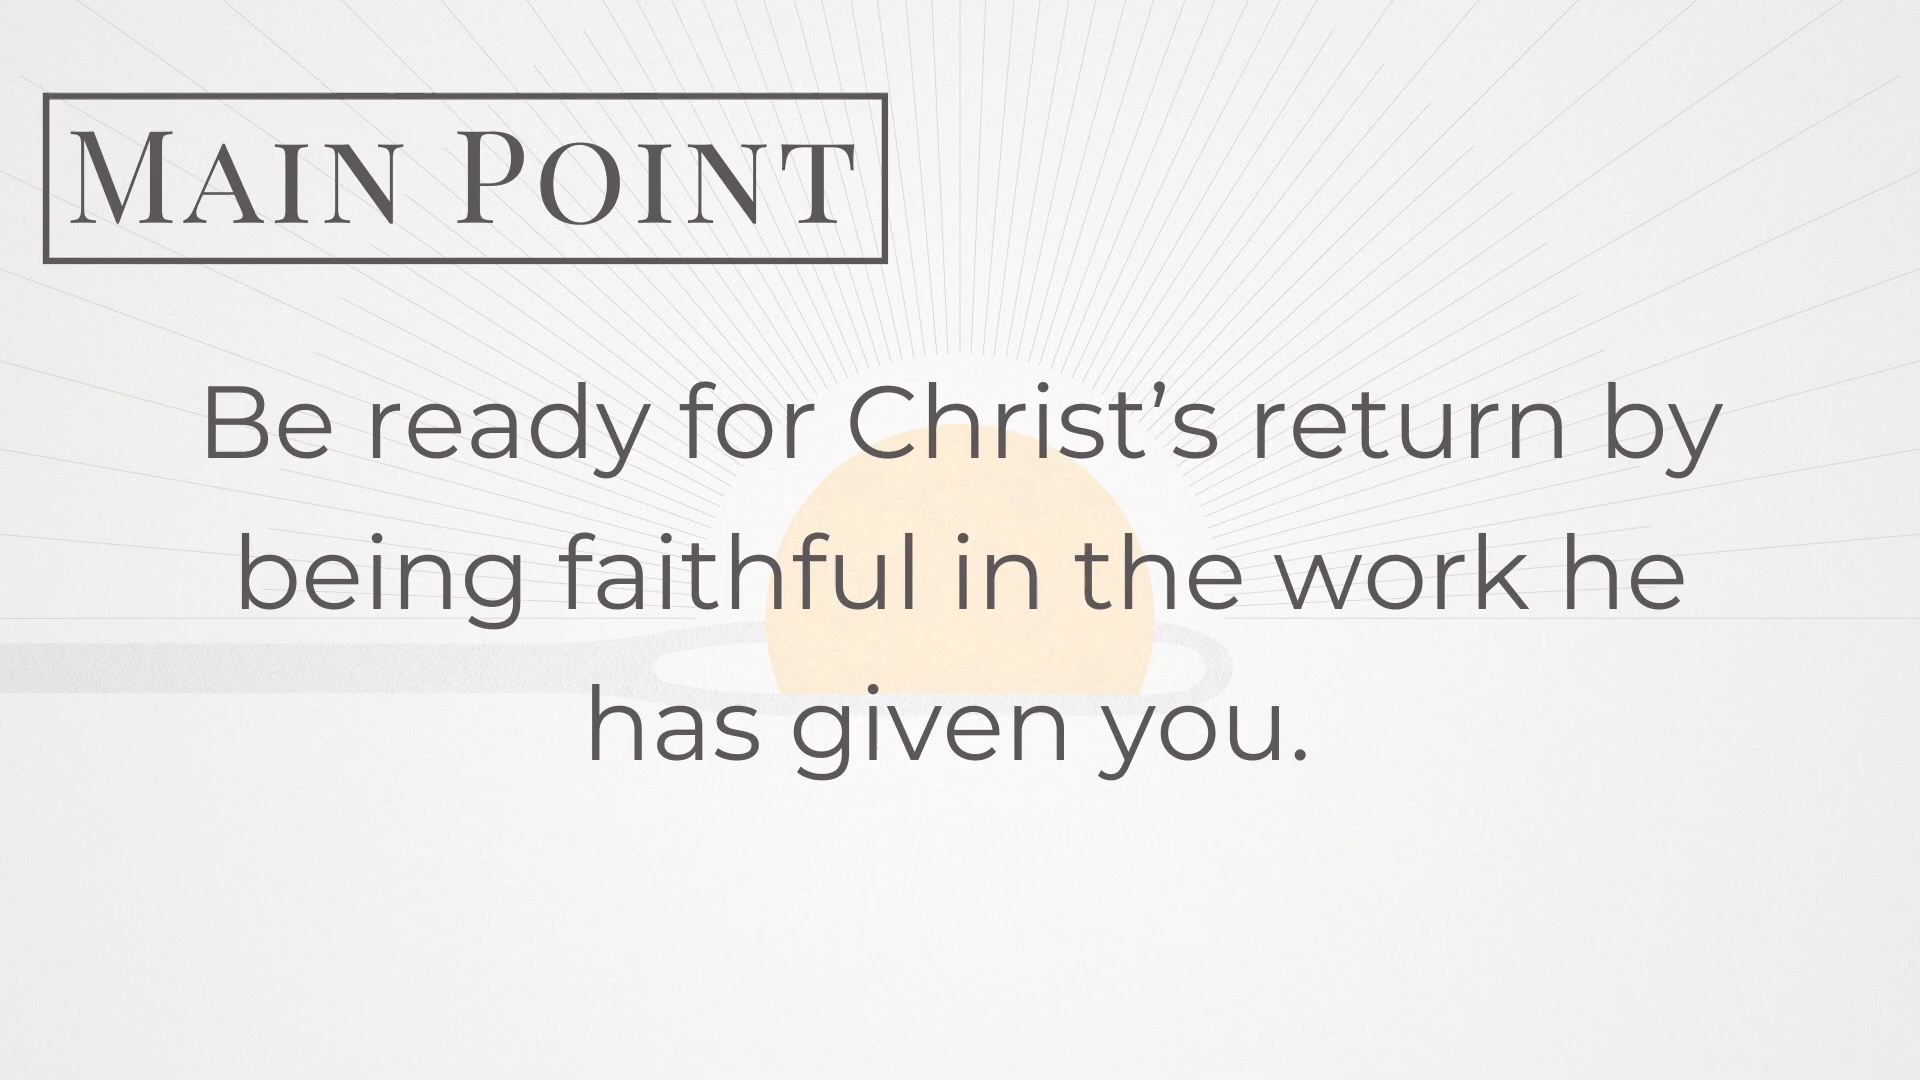 Main Point
Be ready for Christ’s return by
being faithful in the work he
has given you.